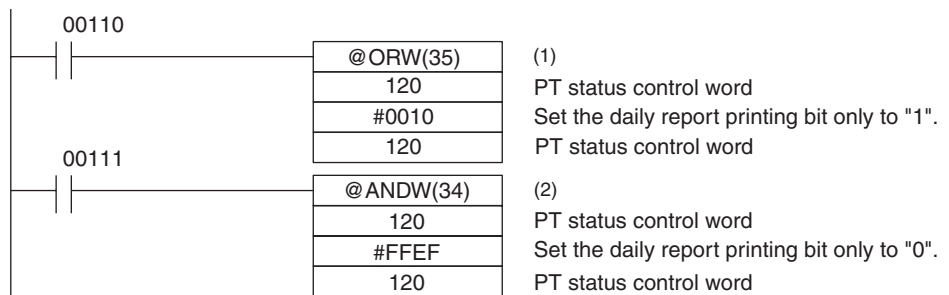 00110
@ORW(35) (1)
120 PT status control word
#0010 Set the daily report printing bit only to "1".
120 PT status control word
00111
@ANDW(34) (2)
120 PT status control word
#FFEF Set the daily report printing bit only to "0".
120 PT status control word